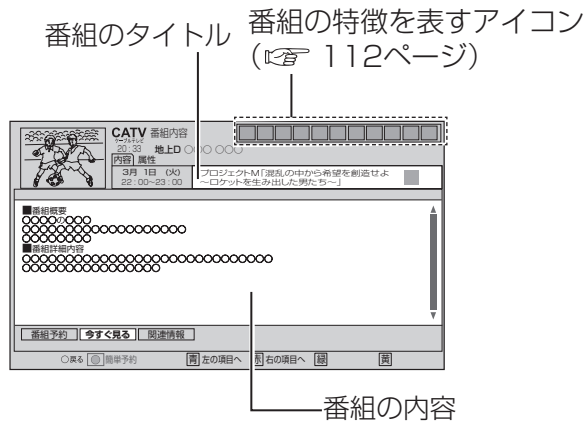 番組のタイトル
番組の特徴を表すアイコン
（☞ 112ページ）
CATV 番組内容
ケーブルテレビ
20:33 地上D ○○○ ○○○
内容 属性
3月 1日 (火)
22:00~23:00
プロジェクトM「混乱の中から希望を創造せよ
~ロケットを生み出した男たち~」
■番組概要
○○○○の○○○
○○○○○○○○○○○○○○○○○○
○○○○○○○○
■番組詳細内容
○○○○○○○○○○○○○○○○○○○○○○○○○○○○
○○○○○○○○○○○○○○○
番組予約 今すぐ見る 関連情報
○戻る 簡単予約 青 左の項目へ 赤 右の項目へ 緑 黄
番組の内容